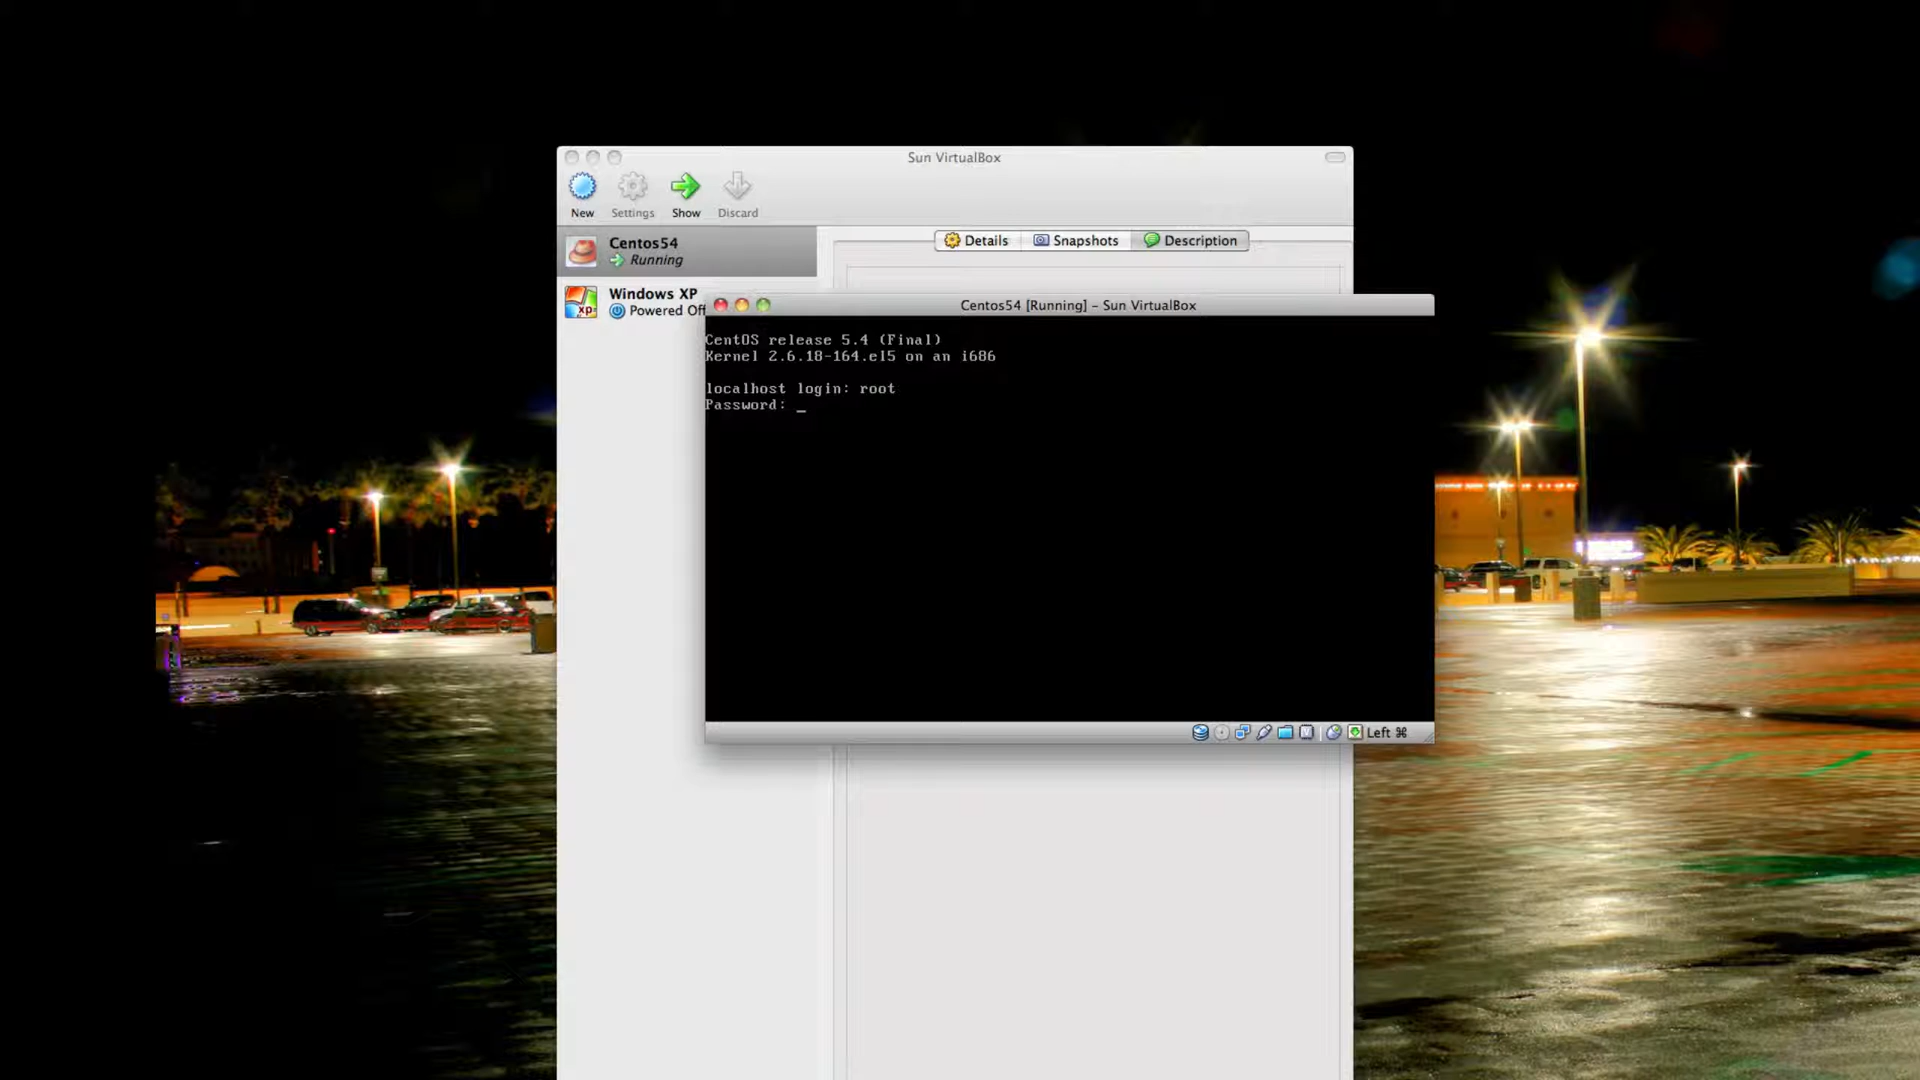 Sun VirtualBox
New Settings Show Discard
Centos54
Running
Windows XP
Powered Off
xp
Details Snapshots Description
Centos54 [Running] – Sun VirtualBox
CentOS release 5.4 (Final)
Kernel 2.6.18-164.el5 on an i686
localhost login: root
Password: _
Left ⌘